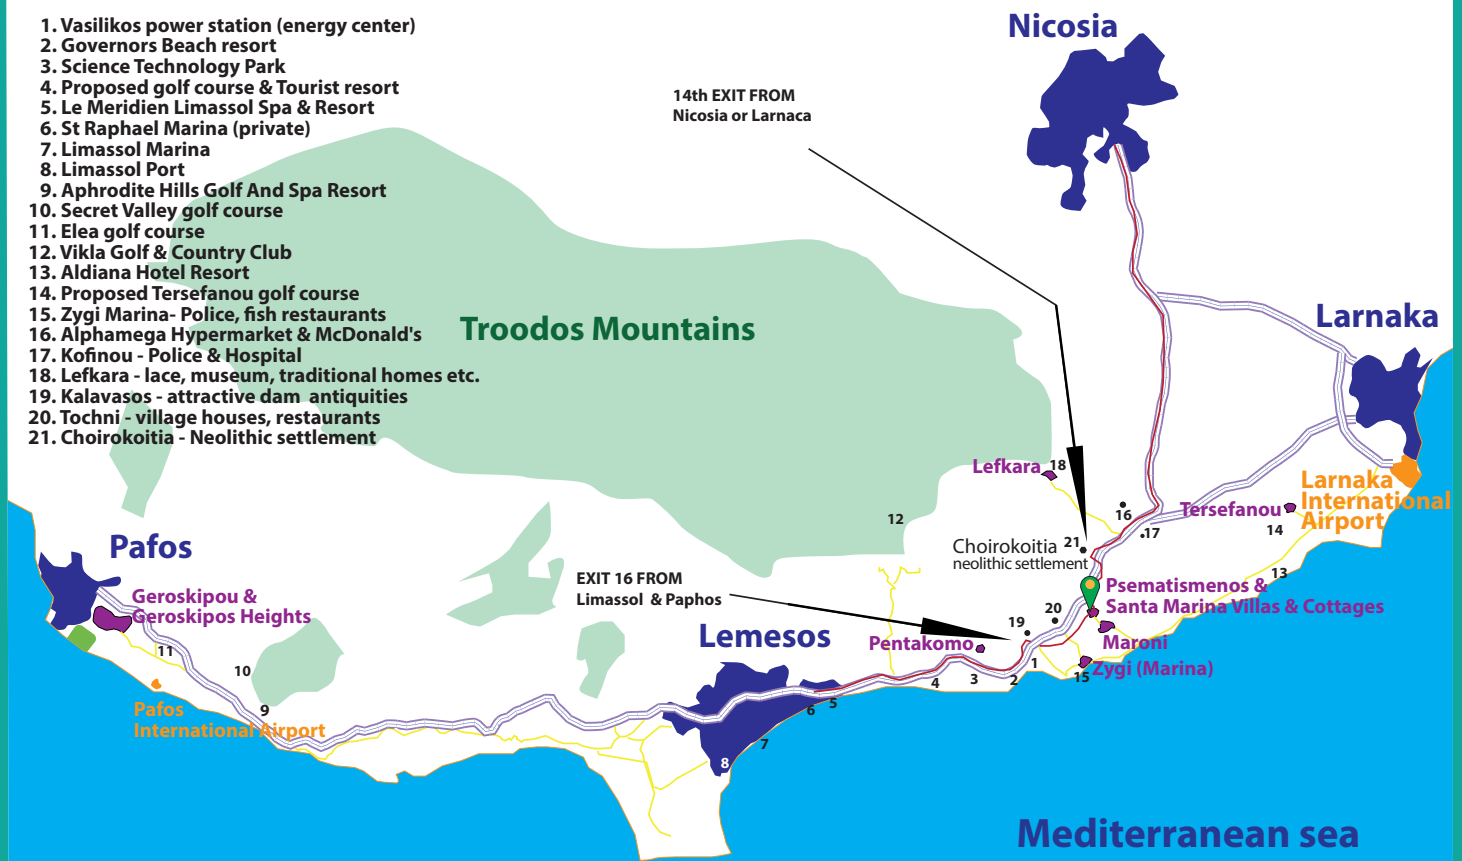 1. Vasilikos power station (energy center)
2. Governors Beach resort
3. Science Technology Park
4. Proposed golf course & Tourist resort
5. Le Meridien Limassol Spa & Resort
6. St Raphael Marina (private)
7. Limassol Marina
8. Limassol Port
9. Aphrodite Hills Golf And Spa Resort
10. Secret Valley golf course
11. Elea golf course
12. Vikla Golf & Country Club
13. Aldiana Hotel Resort
14. Proposed Tersefanou golf course
15. Zygi Marina- Police, fish restaurants
16. Alphamega Hypermarket & McDonald's
17. Kofinou - Police & Hospital
18. Lefkara - lace, museum, traditional homes etc.
19. Kalavasos - attractive dam antiquities
20. Tochni - village houses, restaurants
21. Choirokoitia - Neolithic settlement
Nicosia
14th EXIT FROM
Nicosia or Larnaca
Troodos Mountains
Larnaka
Lefkara
18
16
17
Tersefanou
14
Larnaka
International
Airport
12
21
Choirokoitia
neolithic settlement
13
Pafos
EXIT 16 FROM
Limassol & Paphos
Psematismenos &
Santa Marina Villas & Cottages
Geroskipou &
Geroskipos Heights
20
19
Lemesos
Pentakomo
Maroni
Zygi (Marina)
15
11
10
9
1
2
3
4
5
6
7
8
Pafos
International Airport
Mediterranean sea